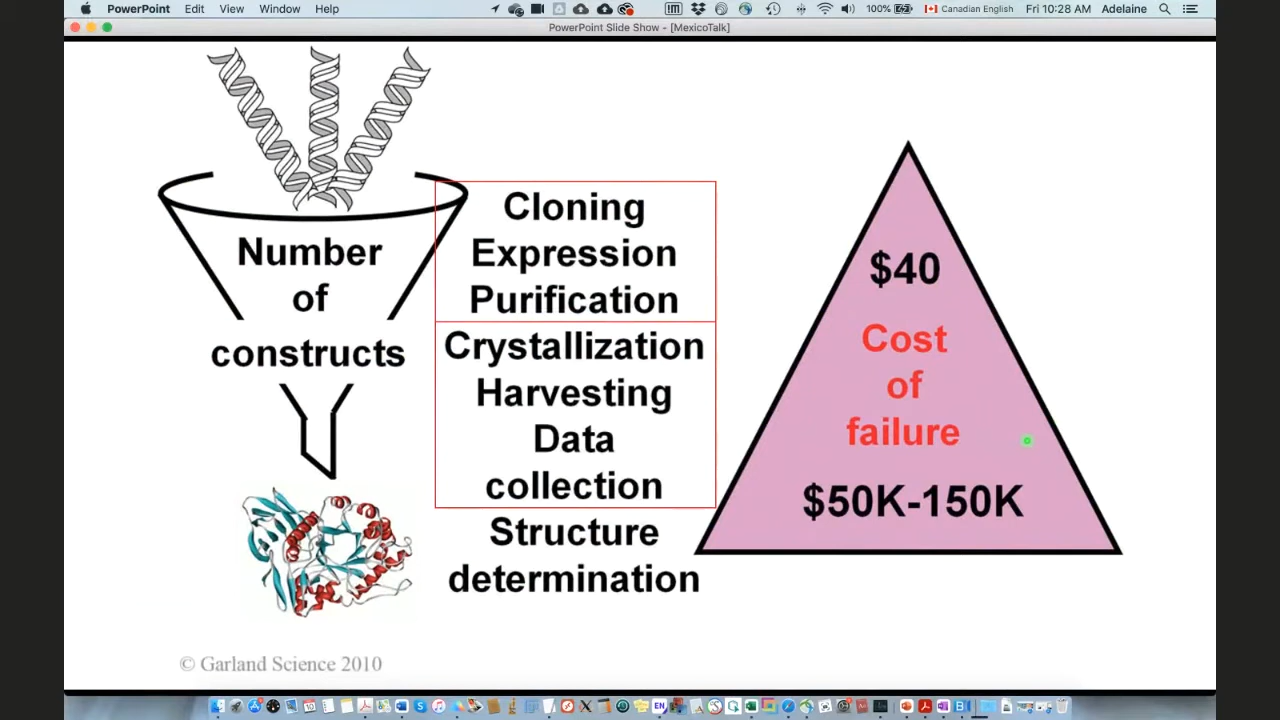 PowerPoint Edit View Window Help 100% Canadian English Fri 10:28 AM Adelaine
PowerPoint Slide Show - [MexicoTalk]
Number
of
constructs
Cloning
Expression
Purification
Crystallization
Harvesting
Data
collection
Structure
determination
$40
Cost
of
failure
$50K-150K
© Garland Science 2010